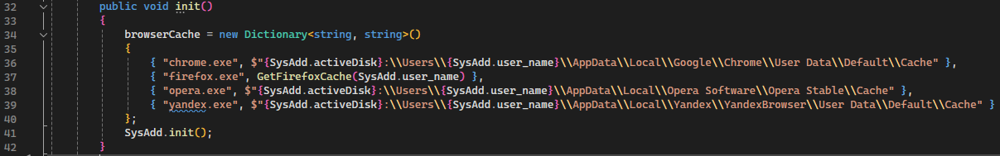 32 public void init()
33 {
34 browserCache = new Dictionary<string, string>()
35 {
36 { "chrome.exe", $"{SysAdd.activeDisk}:\\Users\\{SysAdd.user_name}\\AppData\\Local\\Google\\Chrome\\User Data\\Default\\Cache" },
37 { "firefox.exe", GetFirefoxCache(SysAdd.user_name) },
38 { "opera.exe", $"{SysAdd.activeDisk}:\\Users\\{SysAdd.user_name}\\AppData\\Local\\Opera Software\\Opera Stable\\Cache" },
39 { "yandex.exe", $"{SysAdd.activeDisk}:\\Users\\{SysAdd.user_name}\\AppData\\Local\\Yandex\\YandexBrowser\\User Data\\Default\\Cache" }
40 };
41 SysAdd.init();
42 }